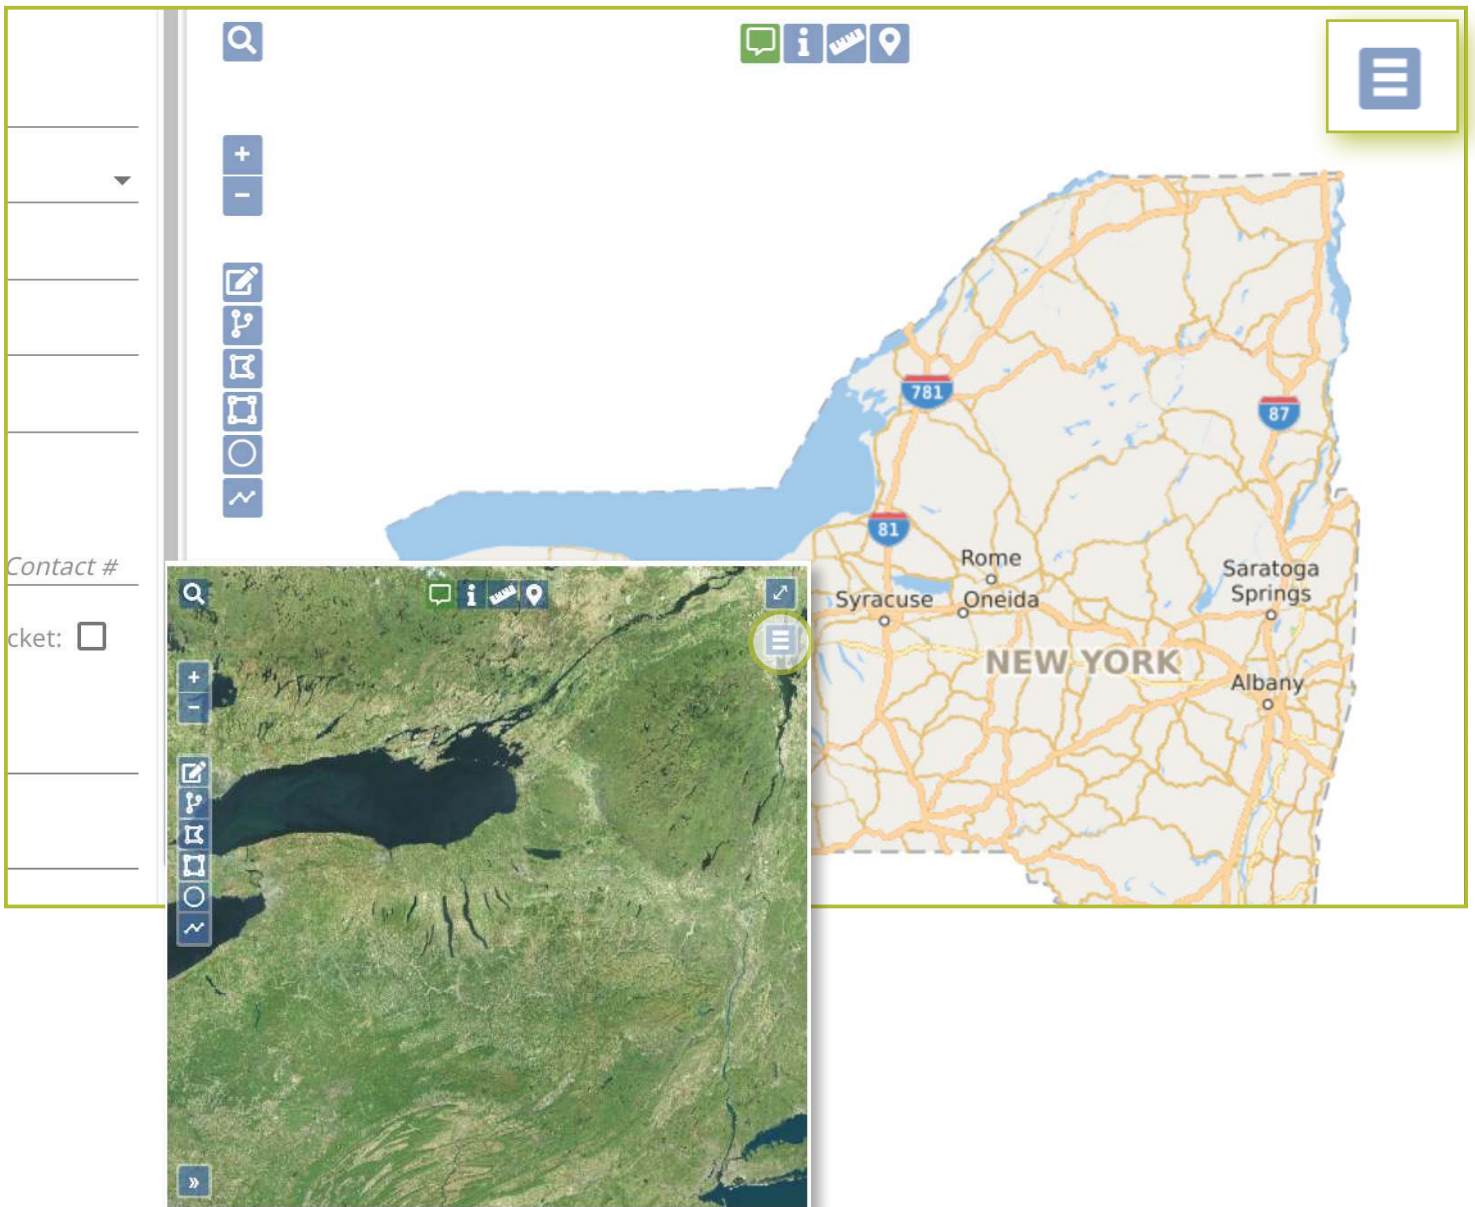 +
−
781
87
81
Contact #
Rome
Saratoga
Springs
Syracuse
Oneida
cket:
NEW YORK
Albany
+
−
»